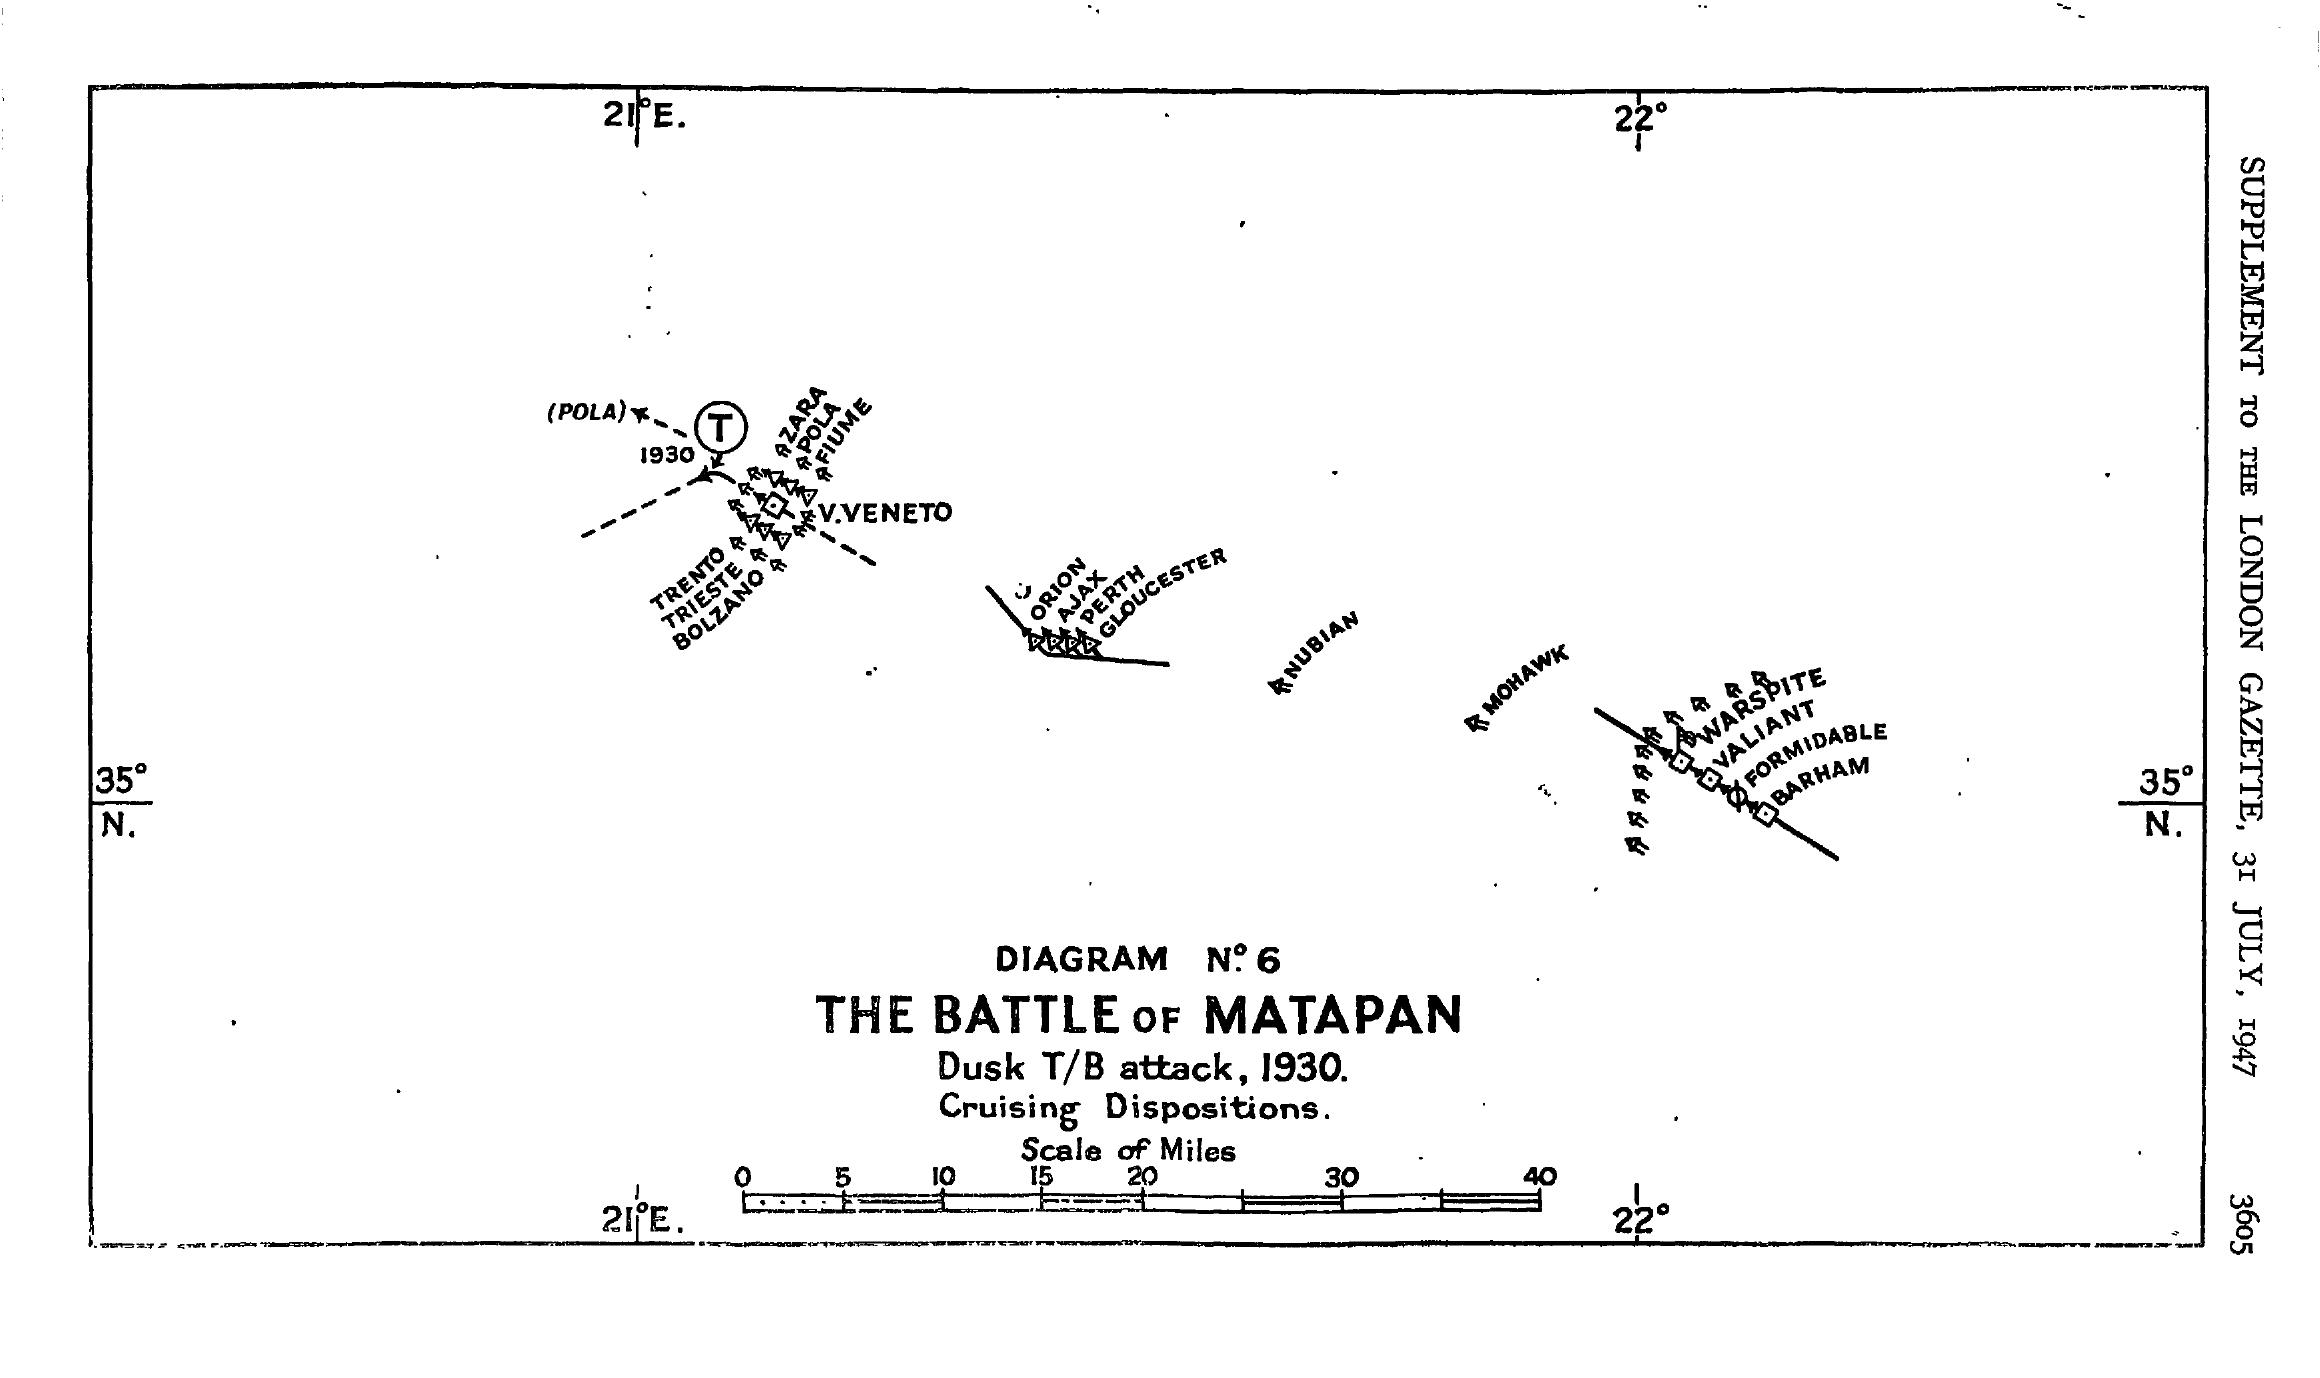 SUPPLEMENT TO THE LONDON GAZETTE, 31 JULY, 1947
3605
21°E.
22°
(POLA)
T
1930
ZARA
POLA
FIUME
V.VENETO
TRENTO
TRIESTE
BOLZANO
ORION
AJAX
PERTH
GLOUCESTER
NUBIAN
MOHAWK
WARSPITE
VALIANT
FORMIDABLE
BARHAM
35°
N.
35°
N.
DIAGRAM Nº. 6
THE BATTLE OF MATAPAN
Dusk T/B attack, 1930.
Cruising Dispositions.
Scale of Miles
0 5 10 15 20 30 40
21°E.
22°